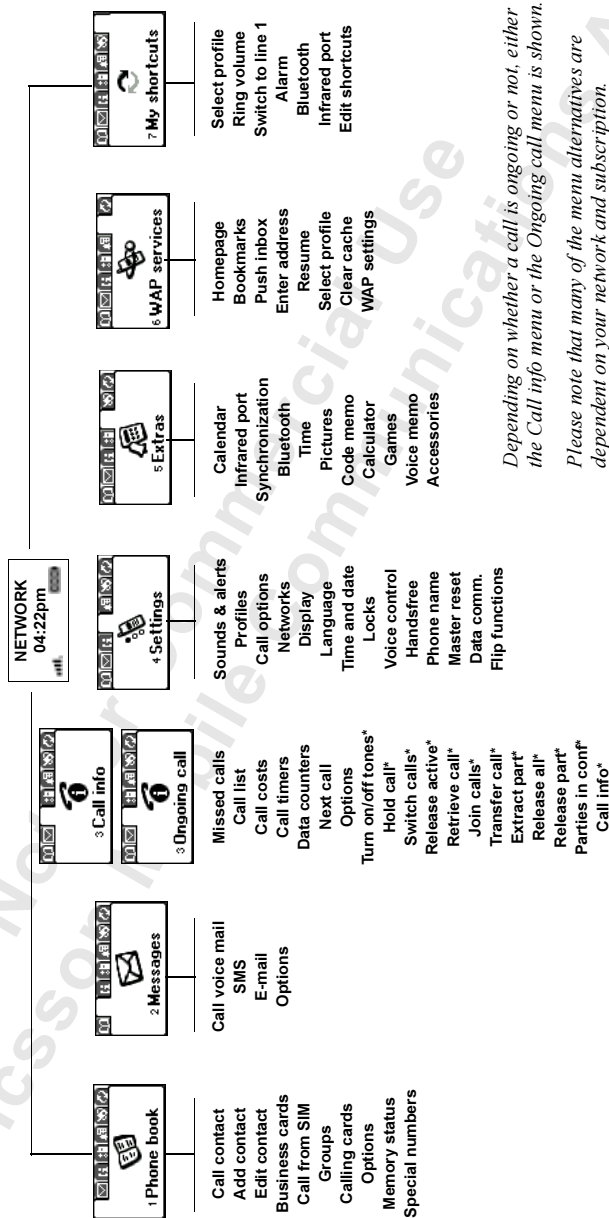 NETWORK
04:22pm
1 Phone book
Call contact
Add contact
Edit contact
Business cards
Call from SIM
Groups
Calling cards
Options
Memory status
Special numbers
2 Messages
Call voice mail
SMS
E-mail
Options
3 Call info
3 Ongoing call
Missed calls
Call list
Call costs
Call timers
Data counters
Next call
Options
Turn on/off tones*
Hold call*
Switch calls*
Release active*
Retrieve call*
Join calls*
Transfer call*
Extract part*
Release all*
Release part*
Parties in conf*
Call info*
4 Settings
Sounds & alerts
Profiles
Call options
Networks
Display
Language
Time and date
Locks
Voice control
Handsfree
Phone name
Master reset
Data comm.
Flip functions
5 Extras
Calendar
Infrared port
Synchronization
Bluetooth
Time
Pictures
Code memo
Calculator
Games
Voice memo
Accessories
6 WAP services
Homepage
Bookmarks
Push inbox
Enter address
Resume
Select profile
Clear cache
WAP settings
7 My shortcuts
Select profile
Ring volume
Switch to line 1
Alarm
Bluetooth
Infrared port
Edit shortcuts
Depending on whether a call is ongoing or not, either
the Call info menu or the Ongoing call menu is shown.
Please note that many of the menu alternatives are
dependent on your network and subscription.
Commercial Use
Mobile Communications